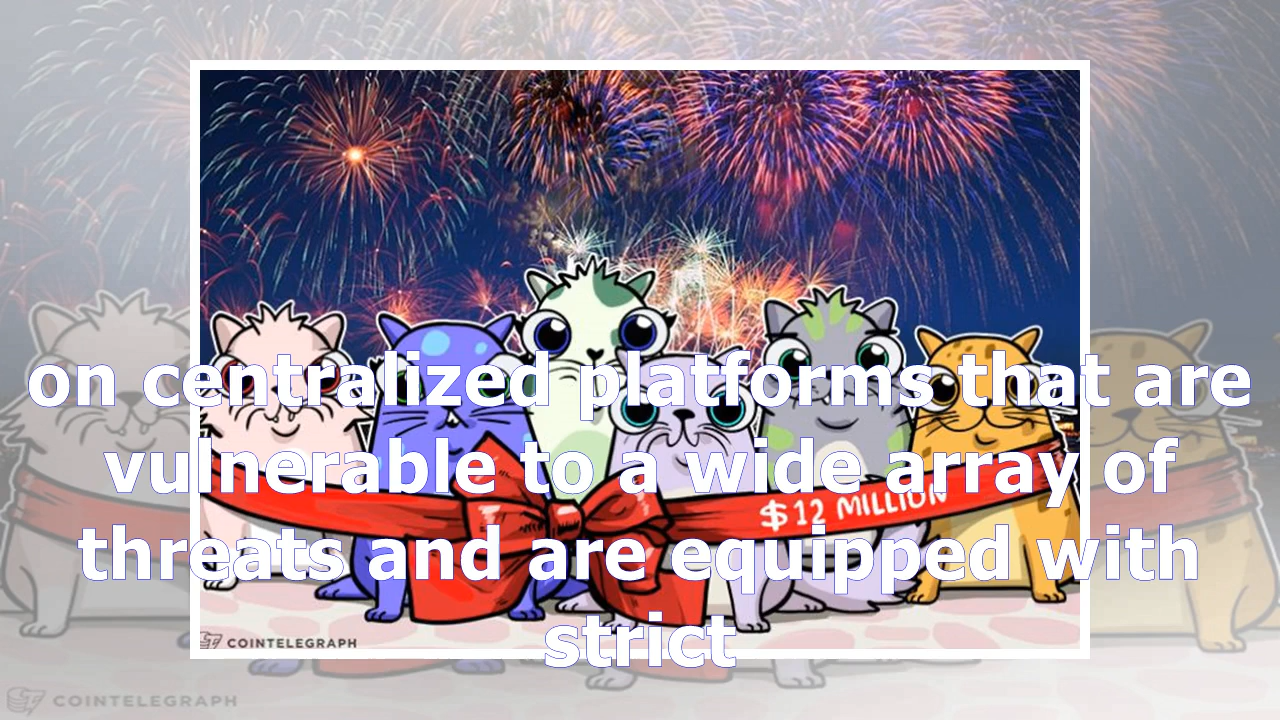 on centralized platforms that are
vulnerable to a wide array of
$12 MILLION
threats and are equipped with
strict
COINTELEGRAPH
COINTELEGRAPH